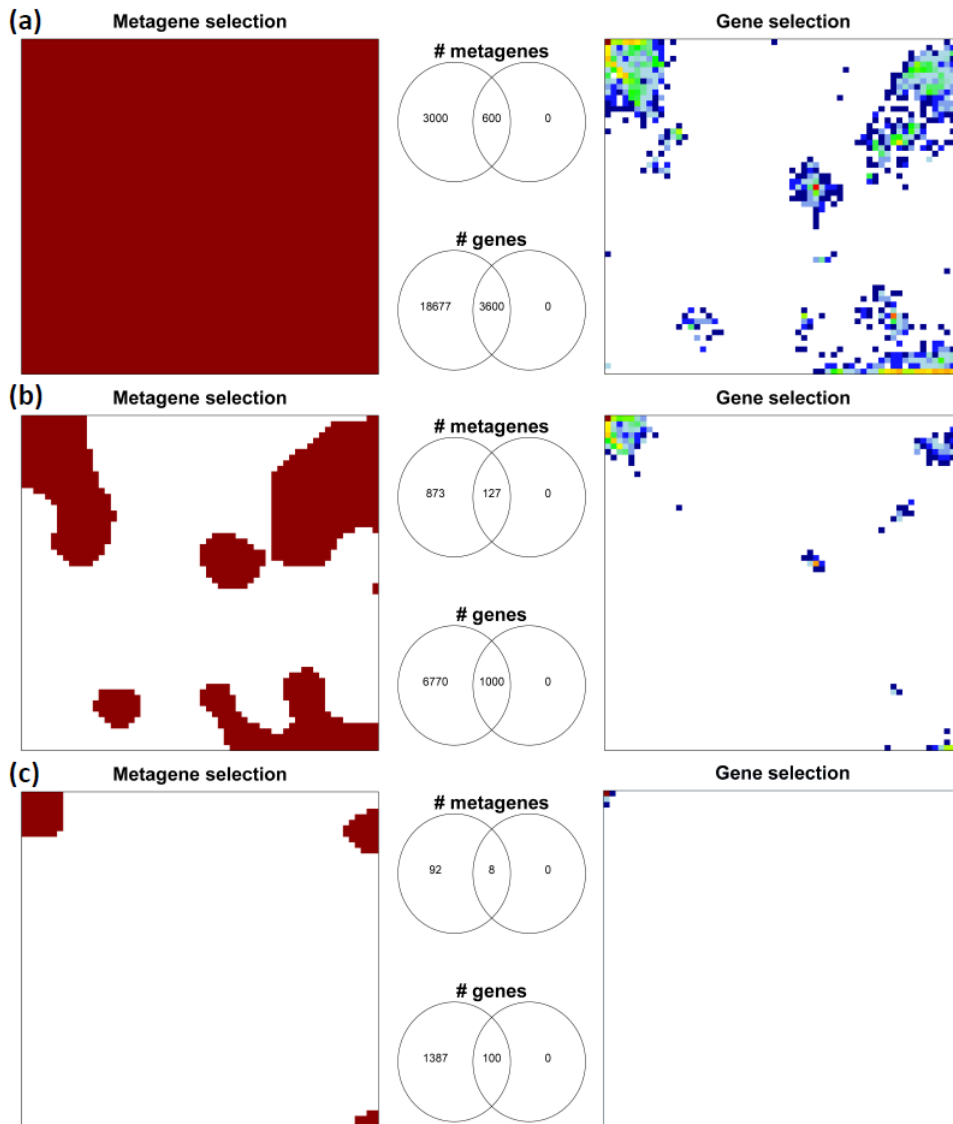 (a)
Metagene selection
# metagenes
3000 600 0
# genes
18677 3600 0
Gene selection
(b)
Metagene selection
# metagenes
873 127 0
# genes
6770 1000 0
Gene selection
(c)
Metagene selection
# metagenes
92 8 0
# genes
1387 100 0
Gene selection